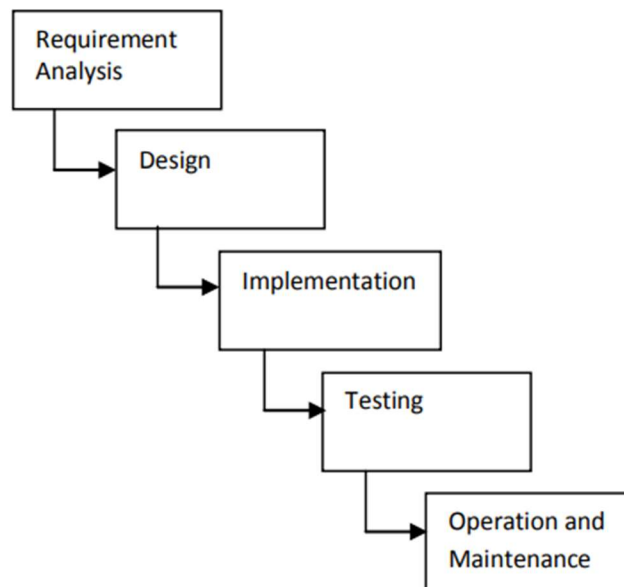 Requirement
Analysis
Design
Implementation
Testing
Operation and
Maintenance